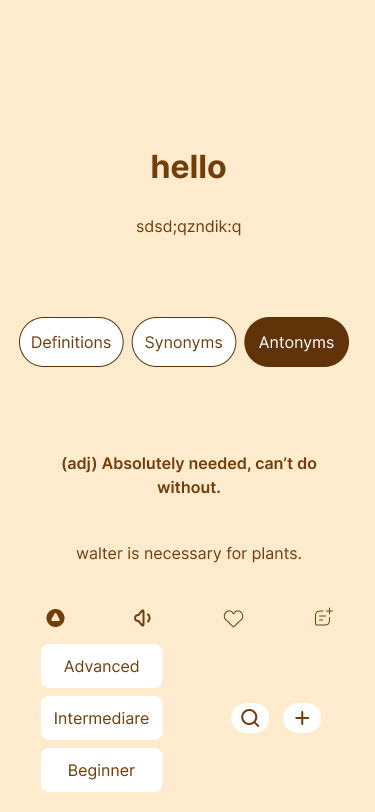 hello
sdsd;qzndik:q
Definitions
Synonyms
Antonyms
(adj) Absolutely needed, can’t do
without.
walter is necessary for plants.
Advanced
Intermediare
Beginner